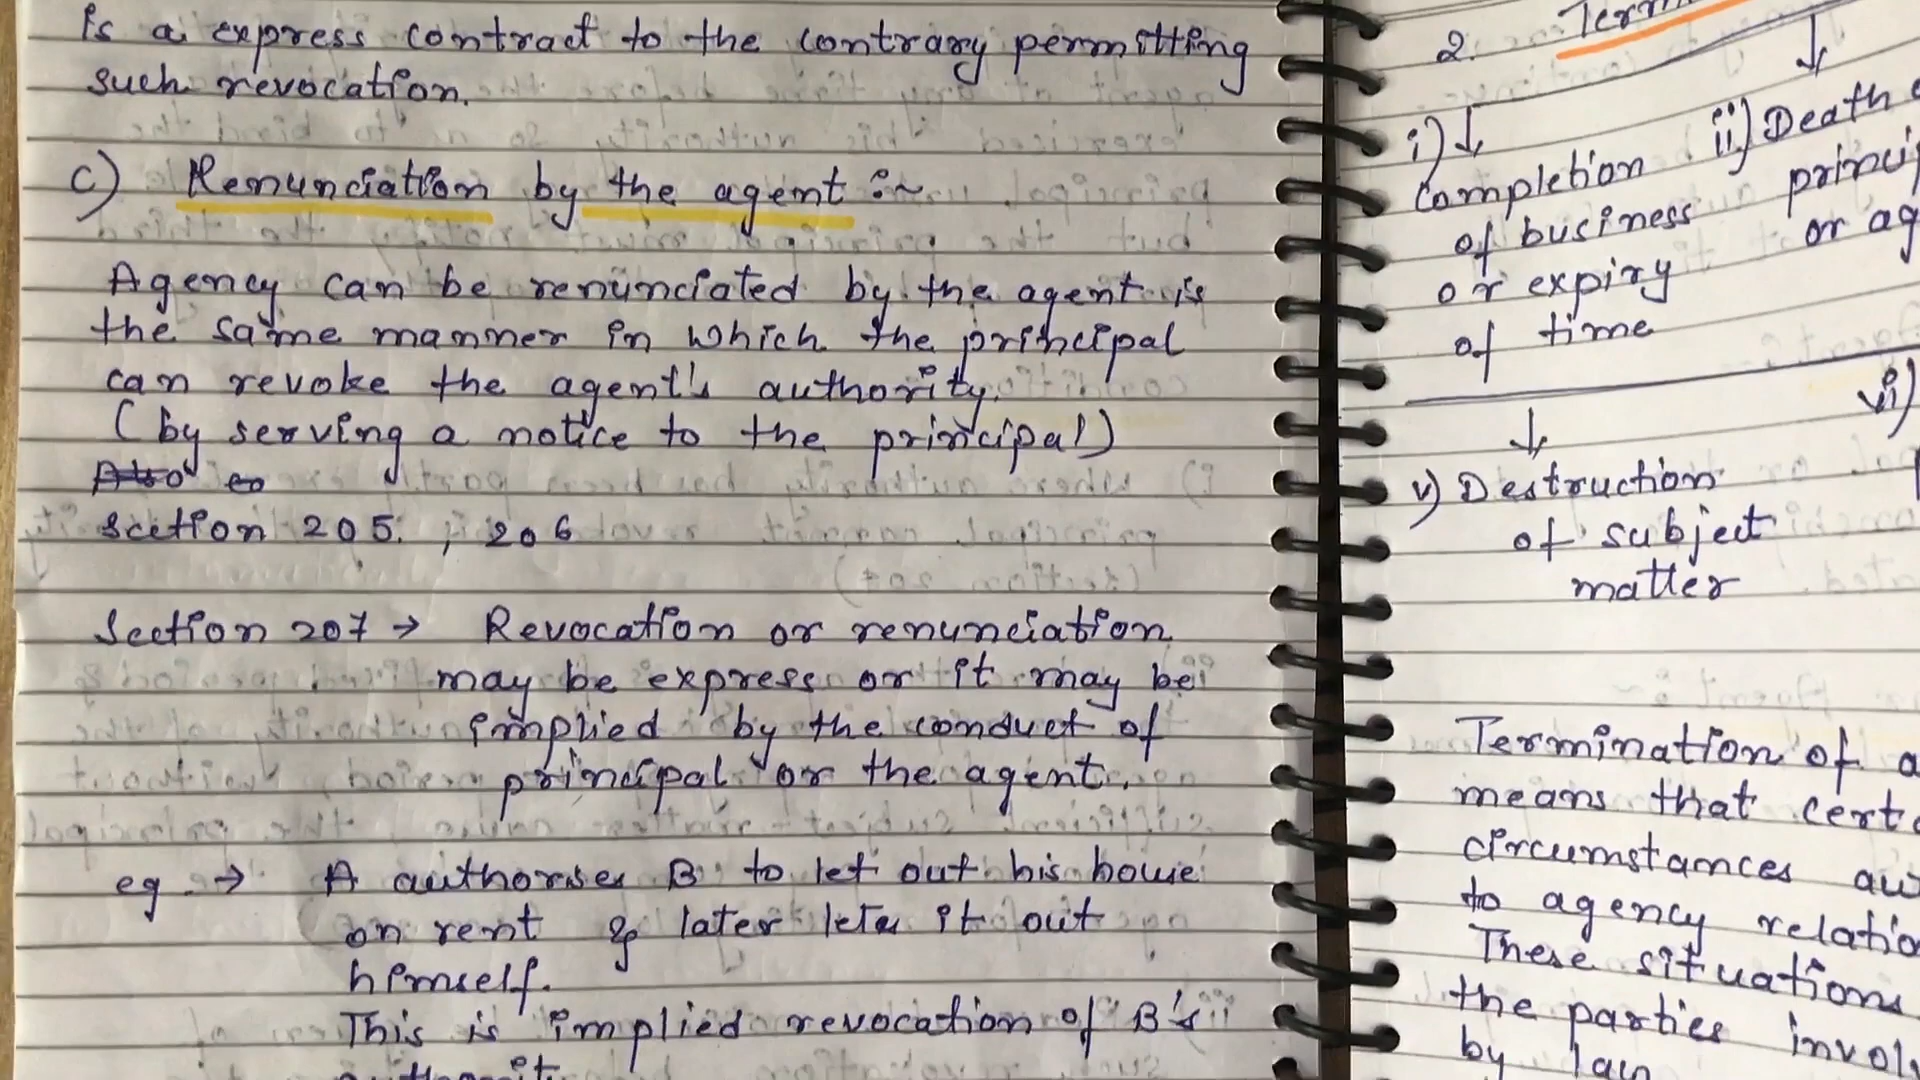 is a express contract to the contrary permitting
such revocation.
c) Renunciation by the agent :~
Agency can be renunciated by the agent is
the same manner in which the principal
can revoke the agent's authority.
(by serving a notice to the principal)
Section 205 , 206
Section 207 → Revocation or renunciation
may be express or it may be
implied by the conduct of
principal or the agent.
eg → A authorises B to let out his house
on rent & later lets it out
himself.
This is implied revocation of B's
2.
i) ↓
Completion
of business
or expiry
of time
ii) Death
or
↓
v) Destruction
of subject
matter
vi)
Termination of
means that
circumstances
to agency
These situations
the parties
by law